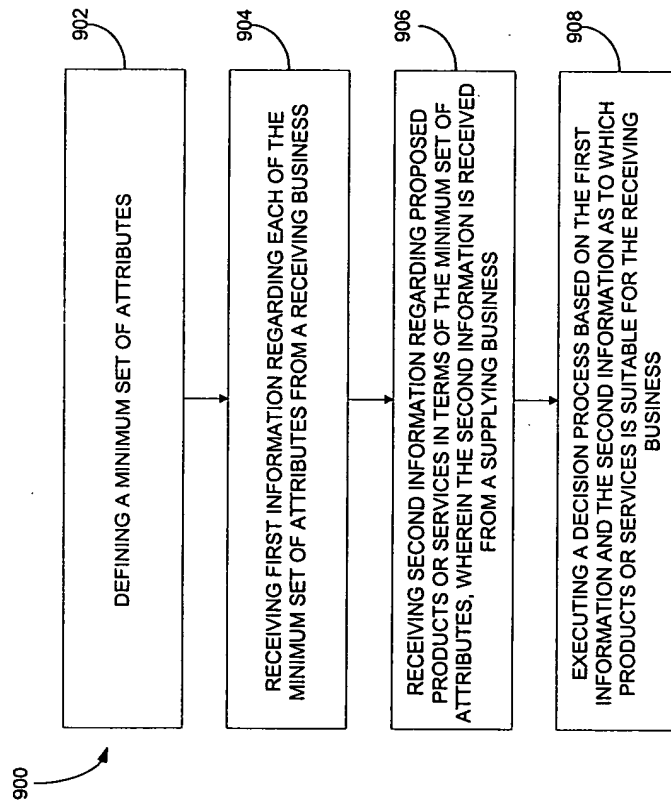 900
DEFINING A MINIMUM SET OF ATTRIBUTES
902
RECEIVING FIRST INFORMATION REGARDING EACH OF THE
MINIMUM SET OF ATTRIBUTES FROM A RECEIVING BUSINESS
904
RECEIVING SECOND INFORMATION REGARDING PROPOSED
PRODUCTS OR SERVICES IN TERMS OF THE MINIMUM SET OF
ATTRIBUTES, WHEREIN THE SECOND INFORMATION IS RECEIVED
FROM A SUPPLYING BUSINESS
906
EXECUTING A DECISION PROCESS BASED ON THE FIRST
INFORMATION AND THE SECOND INFORMATION AS TO WHICH
PRODUCTS OR SERVICES IS SUITABLE FOR THE RECEIVING
BUSINESS
908